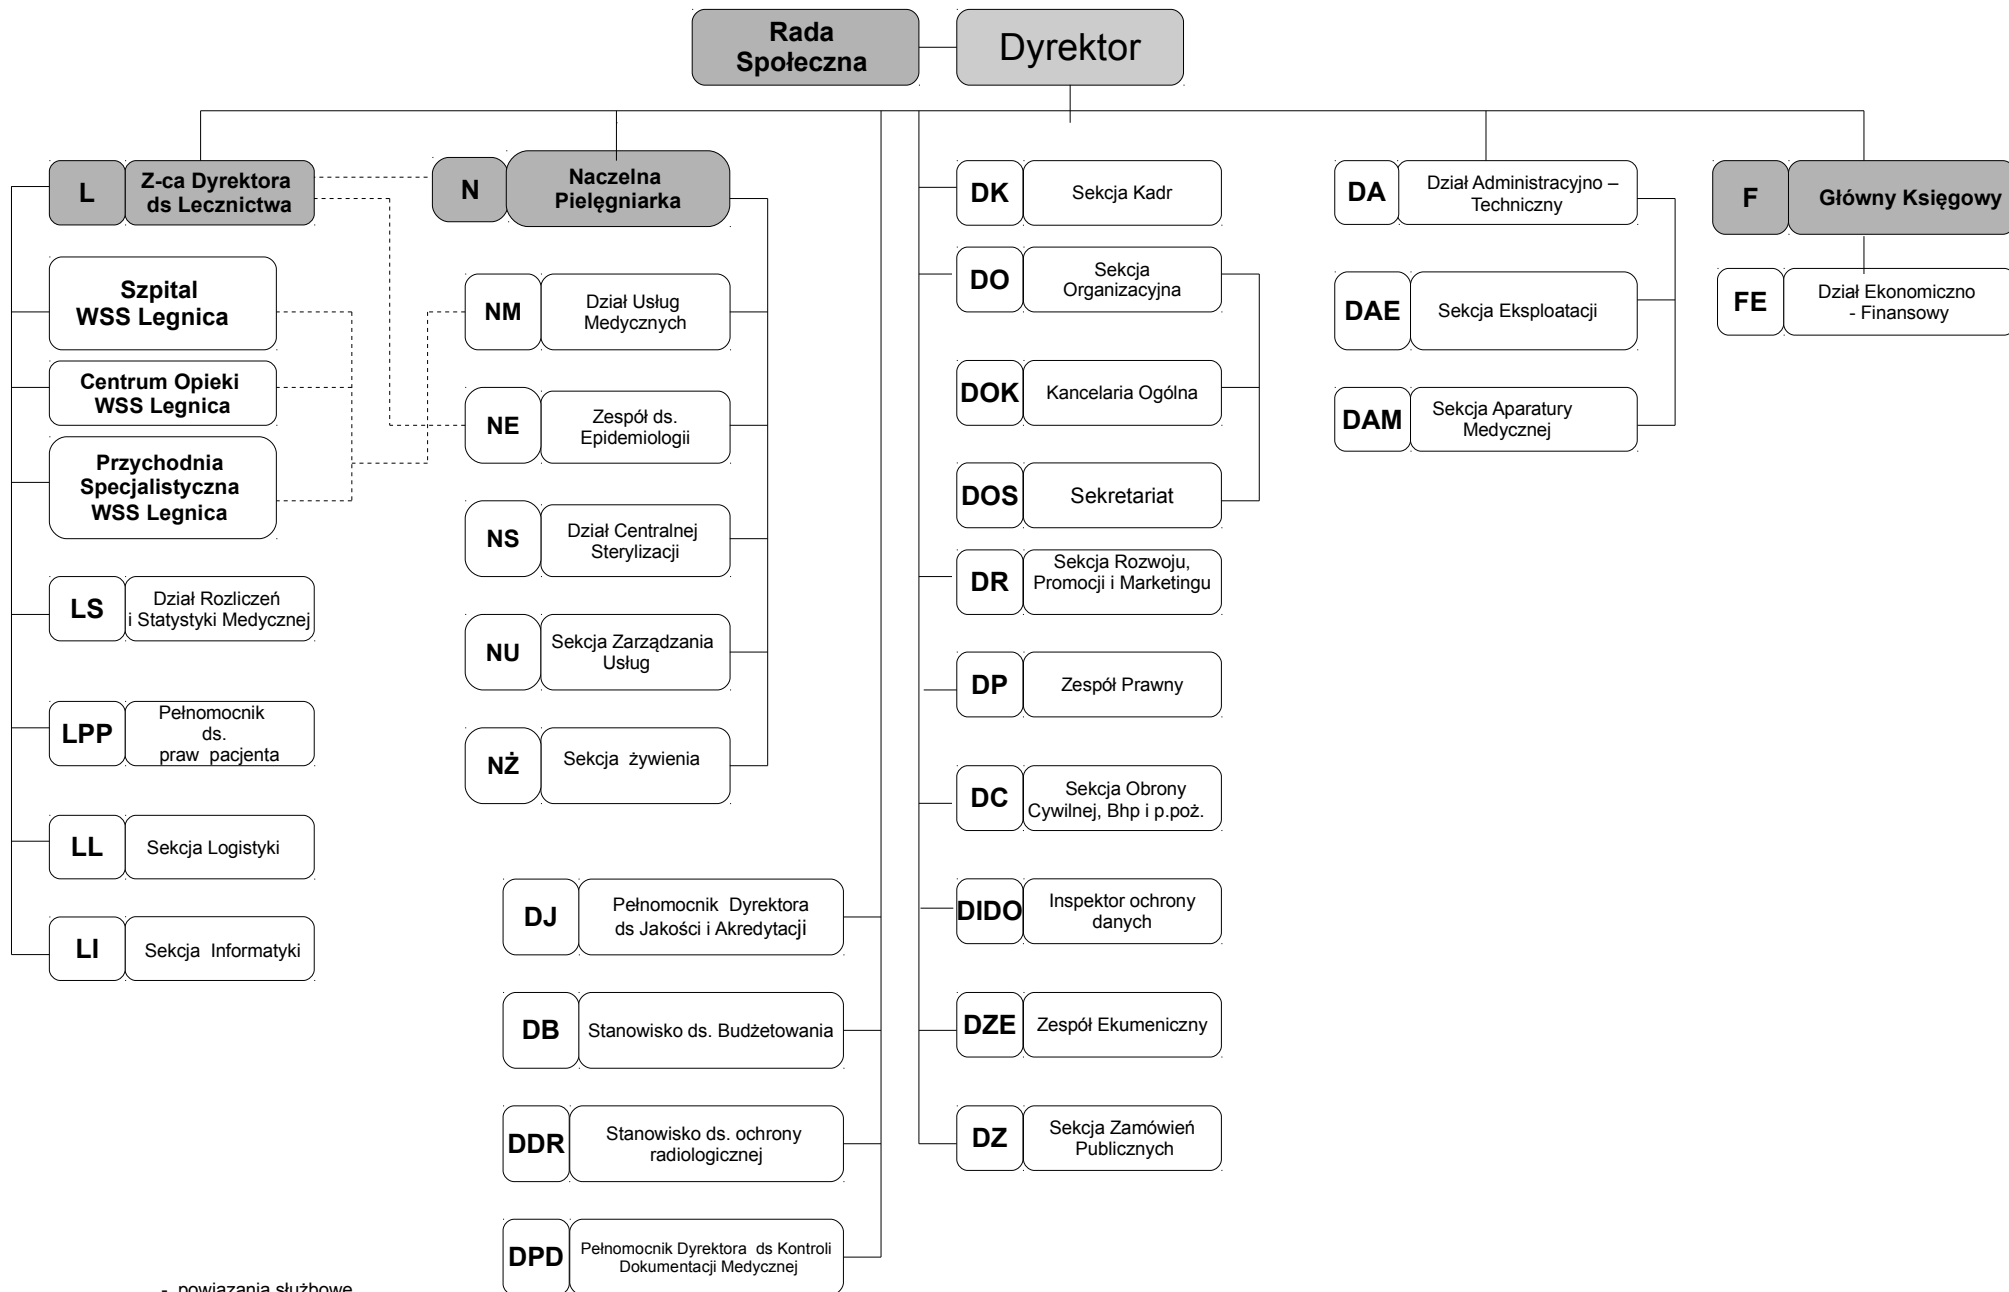 Rada
Społeczna
Dyrektor
L
Z-ca Dyrektora
ds Lecznictwa
Szpital
WSS Legnica
Centrum Opieki
WSS Legnica
Przychodnia
Specjalistyczna
WSS Legnica
LS
Dział Rozliczeń
i Statystyki Medycznej
LPP
Pełnomocnik
ds.
praw pacjenta
LL
Sekcja Logistyki
LI
Sekcja Informatyki
N
Naczelna
Pielęgniarka
NM
Dział Usług
Medycznych
NE
Zespół ds.
Epidemiologii
NS
Dział Centralnej
Sterylizacji
NU
Sekcja Zarządzania
Usług
NŻ
Sekcja żywienia
DJ
Pełnomocnik Dyrektora
ds Jakości i Akredytacji
DB
Stanowisko ds. Budżetowania
DDR
Stanowisko ds. ochrony
radiologicznej
DPD
Pełnomocnik Dyrektora ds Kontroli
Dokumentacji Medycznej
DK
Sekcja Kadr
DO
Sekcja
Organizacyjna
DOK
Kancelaria Ogólna
DOS
Sekretariat
DR
Sekcja Rozwoju,
Promocji i Marketingu
DP
Zespół Prawny
DC
Sekcja Obrony
Cywilnej, Bhp i p.poż.
DIDO
Inspektor ochrony
danych
DZE
Zespół Ekumeniczny
DZ
Sekcja Zamówień
Publicznych
DA
Dział Administracyjno –
Techniczny
DAE
Sekcja Eksploatacji
DAM
Sekcja Aparatury
Medycznej
F
Główny Księgowy
FE
Dział Ekonomiczno
- Finansowy
- powiązania służbowe